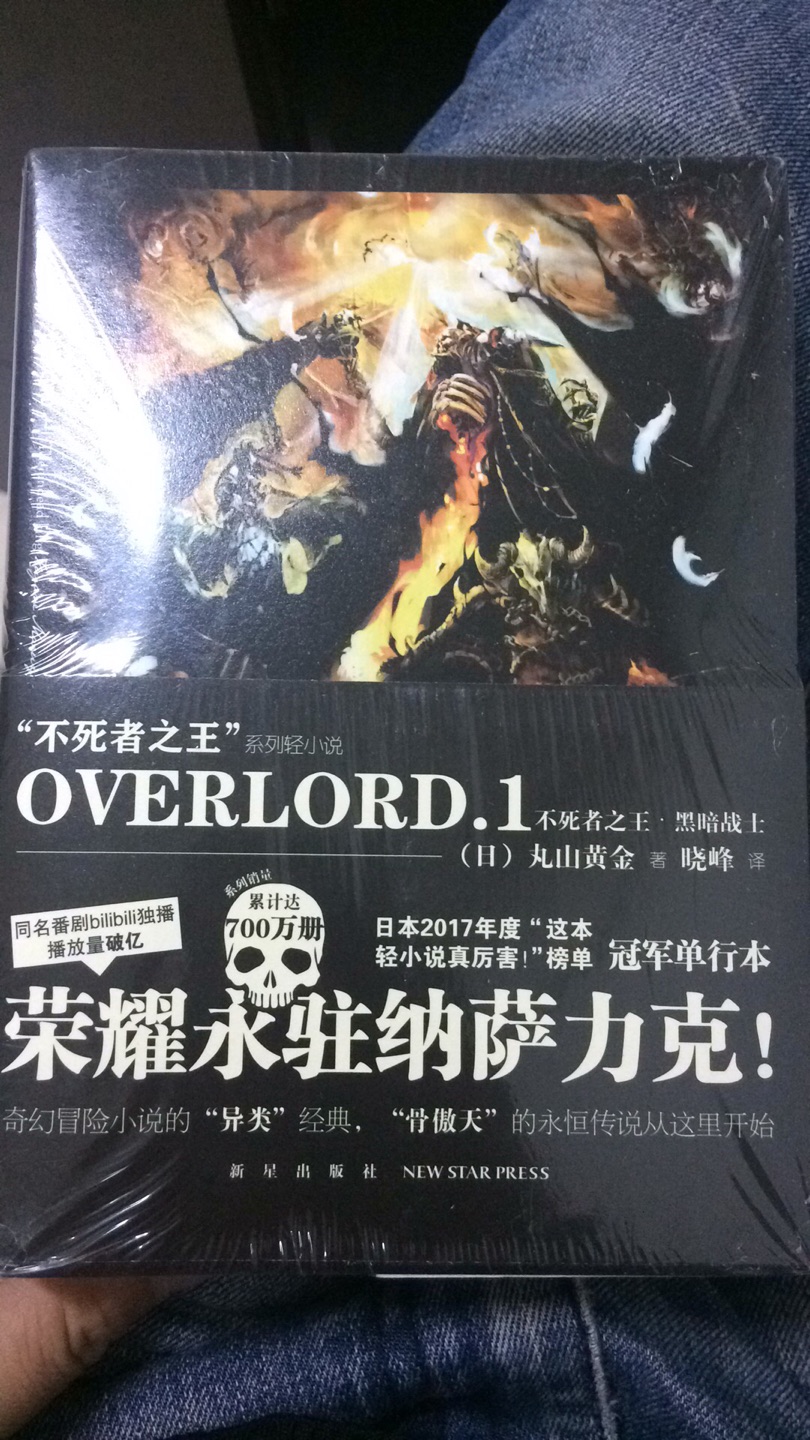 “不死者之王”系列轻小说
OVERLORD.1不死者之王·黑暗战士
（日）丸山黄金 著 晓峰 译
同名番剧bilibili独播
播放量破亿
系列销量
累计达
700万册
日本2017年度“这本
轻小说真厉害！”榜单 冠军单行本
荣耀永驻纳萨力克！
奇幻冒险小说的“异类”经典，“骨傲天”的永恒传说从这里开始
新星出版社 NEW STAR PRESS